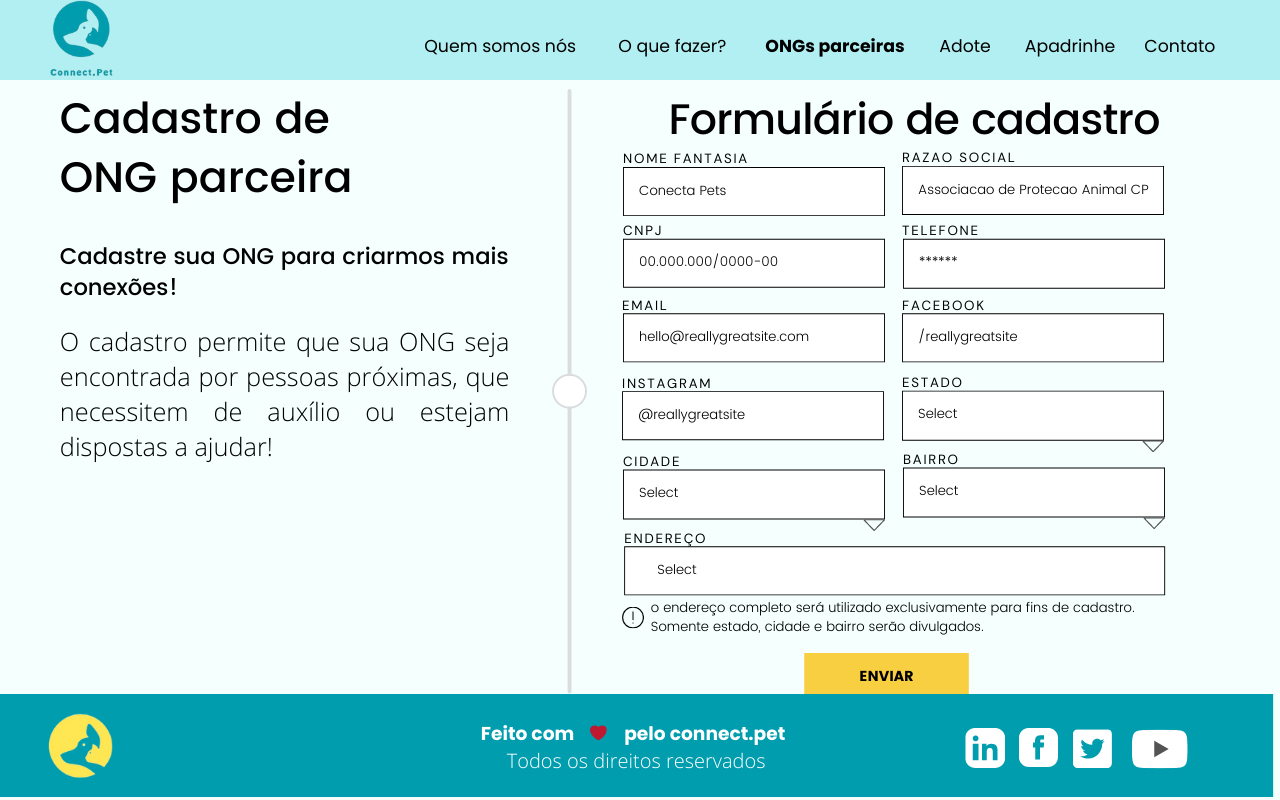 Connect.Pet
Quem somos nós
O que fazer?
ONGs parceiras
Adote
Apadrinhe
Contato
Cadastro de
ONG parceira
Cadastre sua ONG para criarmos mais
conexões!
O cadastro permite que sua ONG seja
encontrada por pessoas próximas, que
necessitem de auxílio ou estejam
dispostas a ajudar!
Formulário de cadastro
NOME FANTASIA
Conecta Pets
RAZAO SOCIAL
Associacao de Protecao Animal CP
CNPJ
00.000.000/0000-00
TELEFONE
******
EMAIL
hello@reallygreatsite.com
FACEBOOK
/reallygreatsite
INSTAGRAM
@reallygreatsite
ESTADO
Select
CIDADE
Select
BAIRRO
Select
ENDEREÇO
Select
o endereço completo será utilizado exclusivamente para fins de cadastro.
Somente estado, cidade e bairro serão divulgados.
ENVIAR
Feito com ❤ pelo connect.pet
Todos os direitos reservados